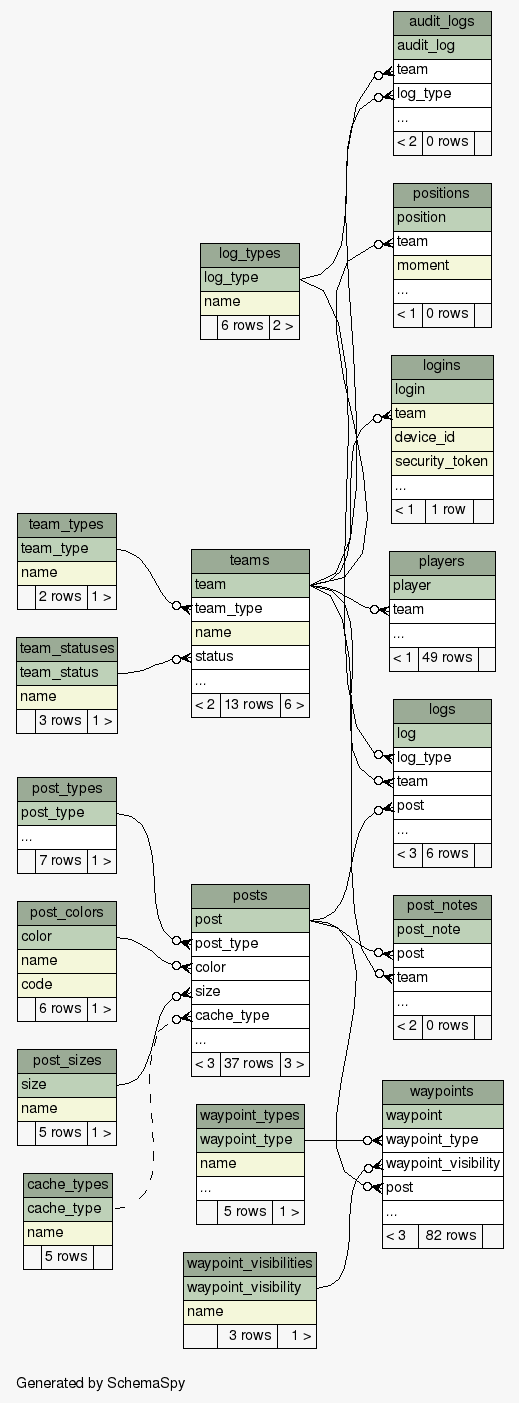 audit_logs
audit_log
team
log_type
...
< 2 0 rows
positions
position
team
moment
...
< 1 0 rows
log_types
log_type
name
6 rows 2 >
logins
login
team
device_id
security_token
...
< 1 1 row
team_types
team_type
name
2 rows 1 >
teams
team
team_type
name
status
...
< 2 13 rows 6 >
players
player
team
...
< 1 49 rows
team_statuses
team_status
name
3 rows 1 >
logs
log
log_type
team
post
...
< 3 6 rows
post_types
post_type
...
7 rows 1 >
posts
post
post_type
color
size
cache_type
...
< 3 37 rows 3 >
post_notes
post_note
post
team
...
< 2 0 rows
post_colors
color
name
code
6 rows 1 >
post_sizes
size
name
5 rows 1 >
waypoints
waypoint
waypoint_type
waypoint_visibility
post
...
< 3 82 rows
waypoint_types
waypoint_type
name
...
5 rows 1 >
cache_types
cache_type
name
5 rows
waypoint_visibilities
waypoint_visibility
name
3 rows 1 >
Generated by SchemaSpy